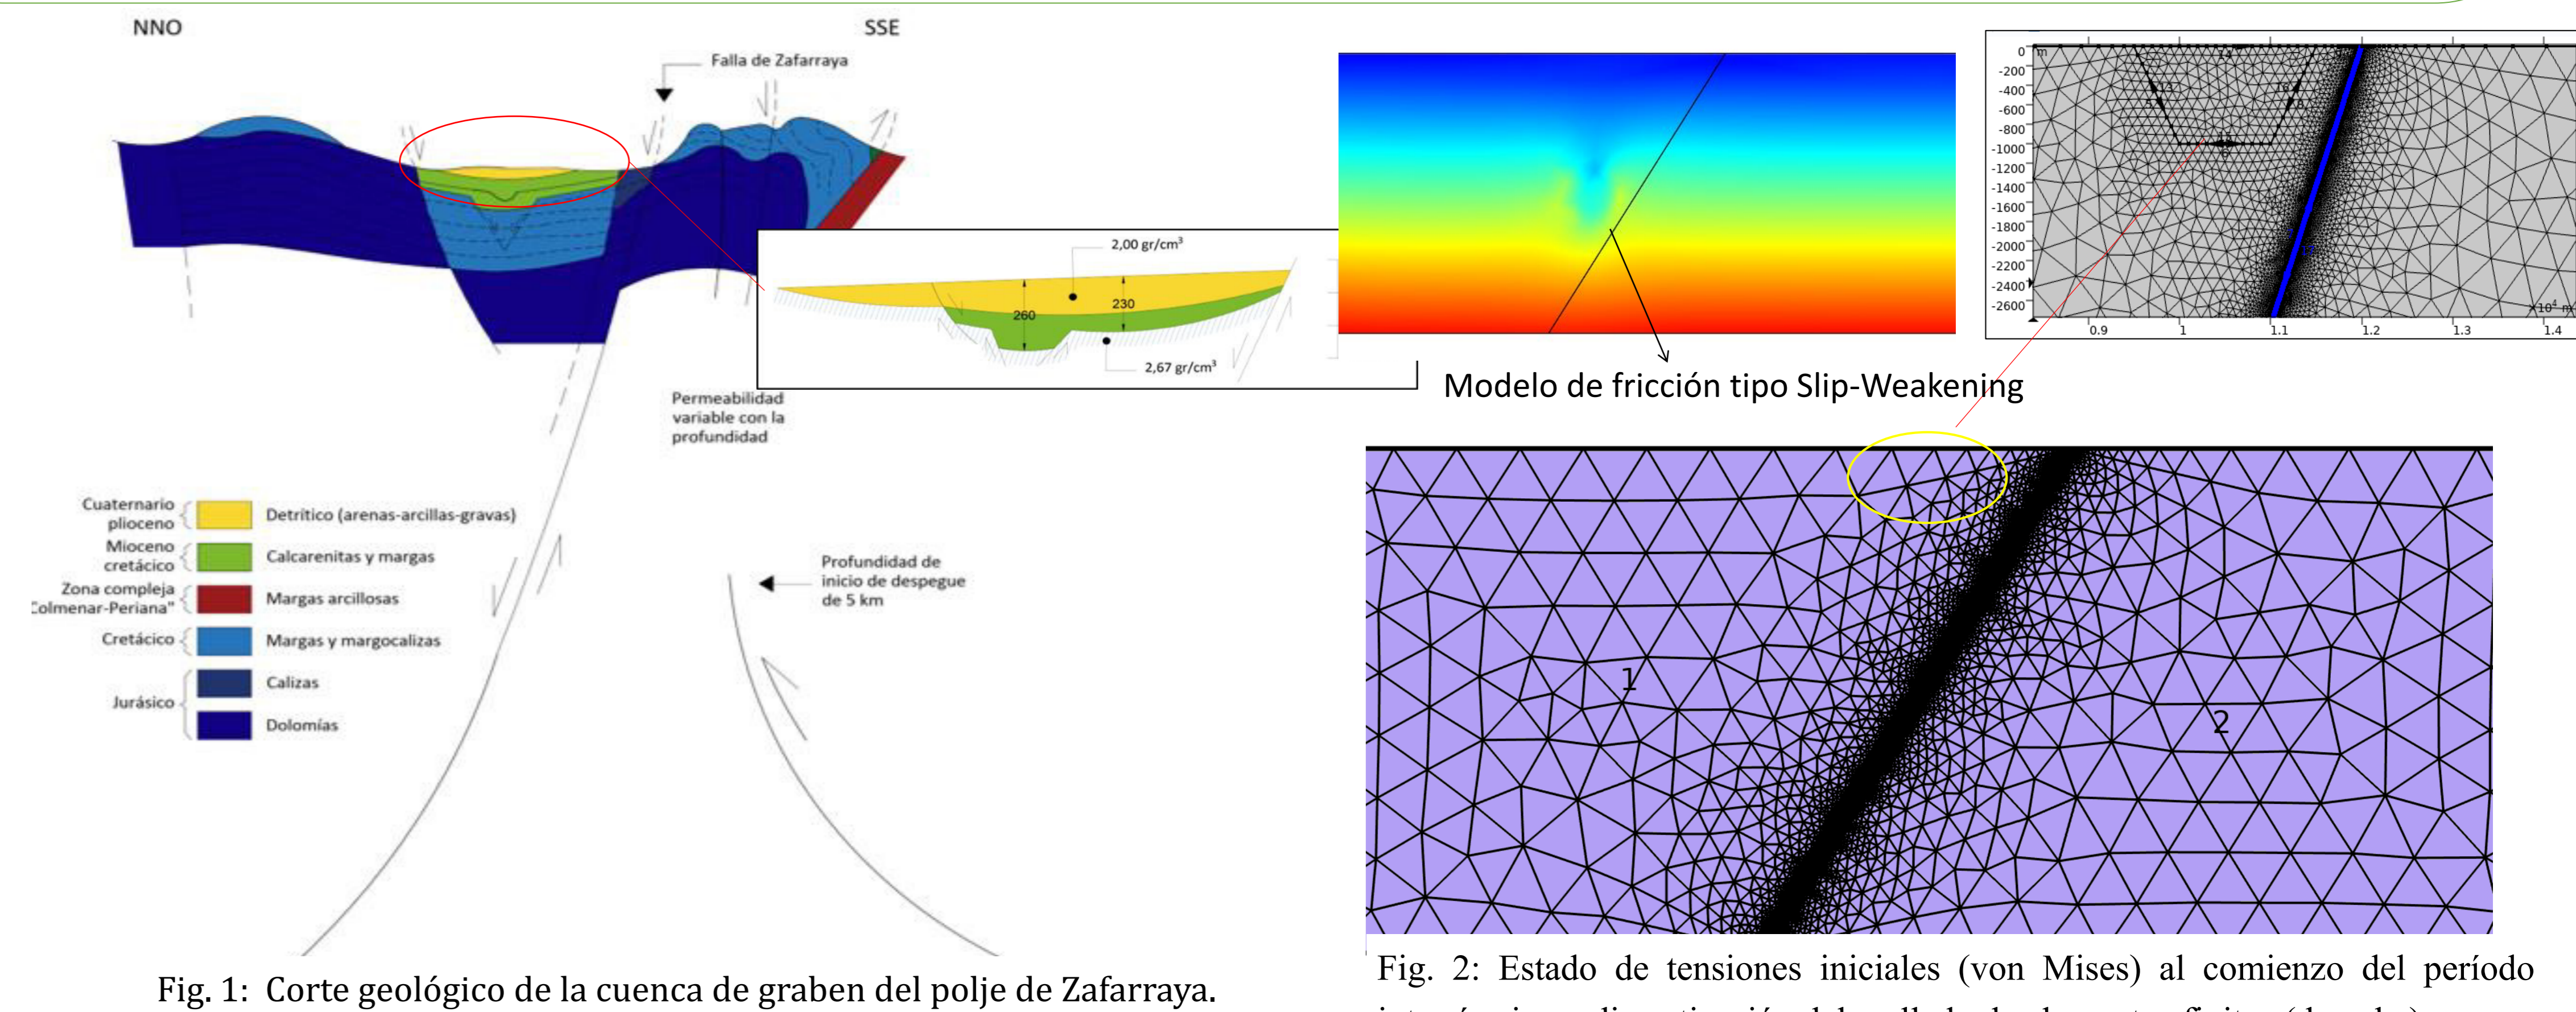 NNO
SSE
Falla de Zafarraya
2,00 gr/cm³
260
230
2,67 gr/cm³
Permeabilidad
variable con la
profundidad
Cuaternario
plioceno
Detrítico (arenas-arcillas-gravas)
Mioceno
cretácico
Calcarenitas y margas
Zona compleja
Colmenar-Periana"
Margas arcillosas
Cretácico
Margas y margocalizas
Jurásico
Calizas
Dolomías
Profundidad de
inicio de despegue
de 5 km
Fig. 1: Corte geológico de la cuenca de graben del polje de Zafarraya.
Modelo de fricción tipo Slip-Weakening
0
m
-200
-400
-600
-800
-1000
-1200
-1400
-1600
-1800
-2000
-2200
-2400
-2600
×10⁴ m
0.9
1
1.1
1.2
1.3
1.4
1
2
Fig. 2: Estado de tensiones iniciales (von Mises) al comienzo del período